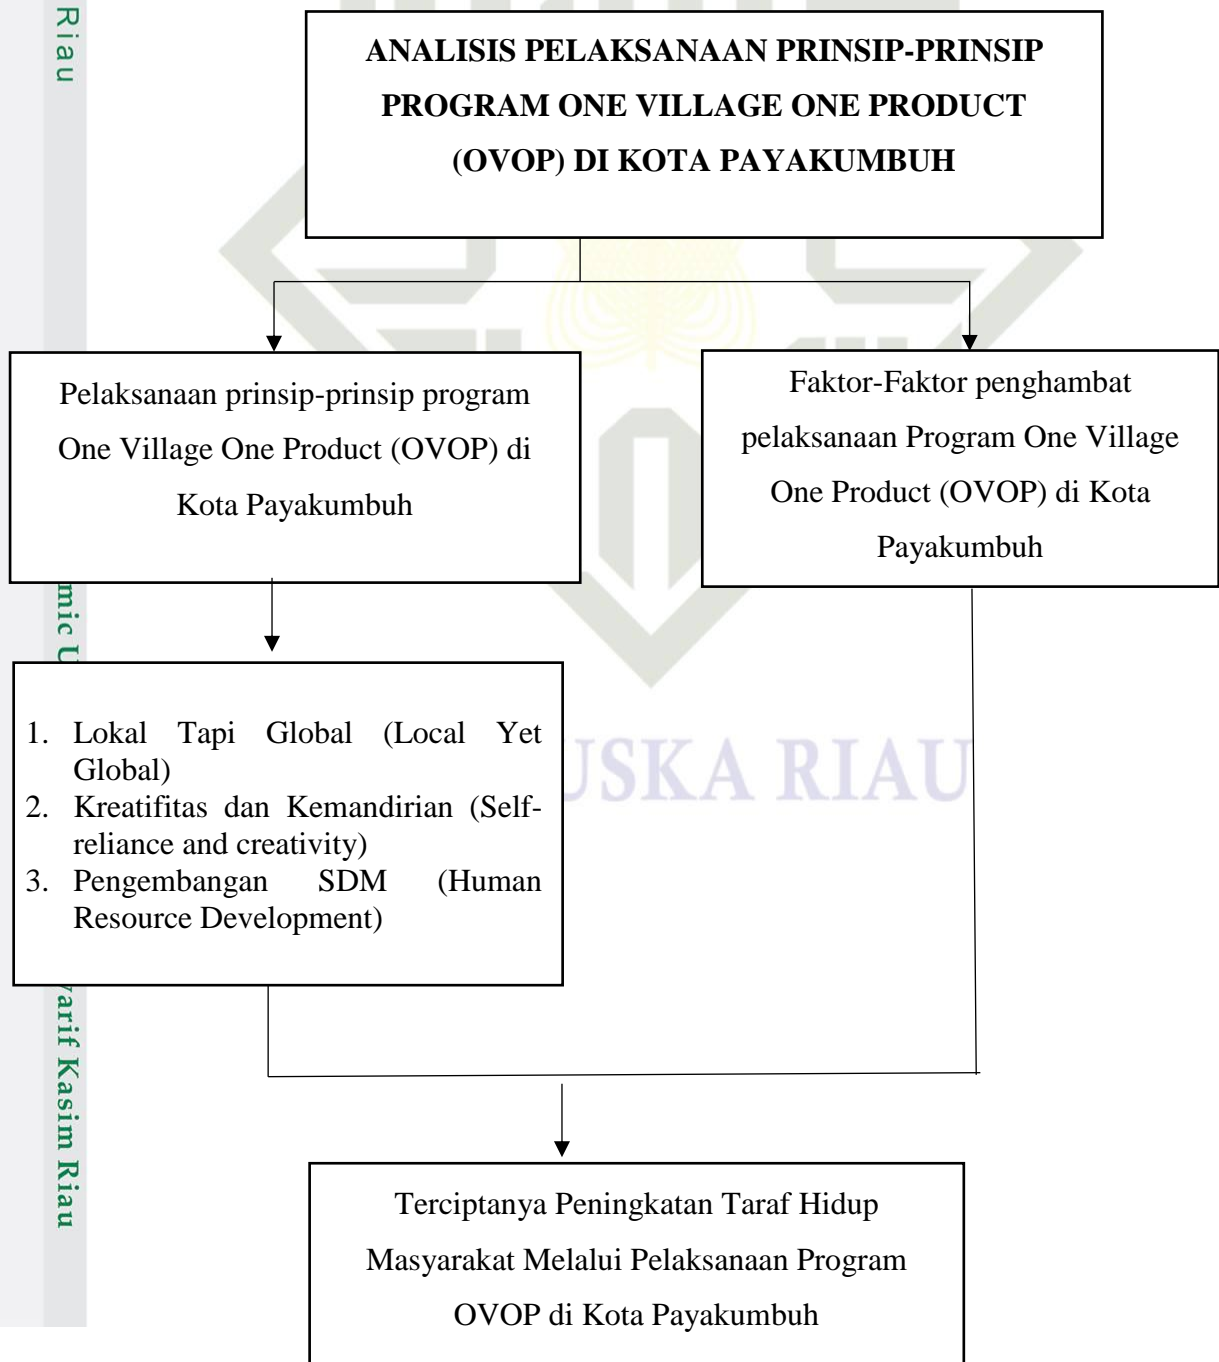 Riau
ANALISIS PELAKSANAAN PRINSIP-PRINSIP
PROGRAM ONE VILLAGE ONE PRODUCT
(OVOP) DI KOTA PAYAKUMBUH
Pelaksanaan prinsip-prinsip program
One Village One Product (OVOP) di
Kota Payakumbuh
Faktor-Faktor penghambat
pelaksanaan Program One Village
One Product (OVOP) di Kota
Payakumbuh
1. Lokal Tapi Global (Local Yet
Global)
2. Kreatifitas dan Kemandirian (Self-
reliance and creativity)
3. Pengembangan SDM (Human
Resource Development)
USKA RIAU
Kasim Riau
Terciptanya Peningkatan Taraf Hidup
Masyarakat Melalui Pelaksanaan Program
OVOP di Kota Payakumbuh